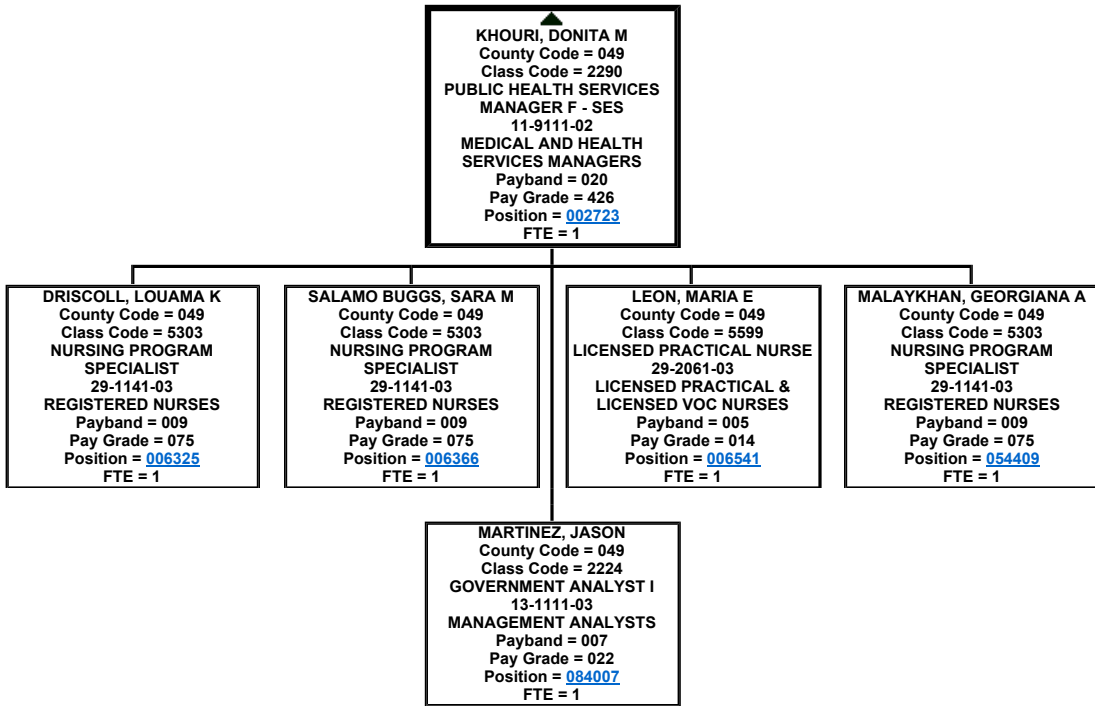 KHOURI, DONITA M
County Code = 049
Class Code = 2290
PUBLIC HEALTH SERVICES
MANAGER F - SES
11-9111-02
MEDICAL AND HEALTH
SERVICES MANAGERS
Payband = 020
Pay Grade = 426
Position = 002723
FTE = 1
DRISCOLL, LOUAMA K
County Code = 049
Class Code = 5303
NURSING PROGRAM
SPECIALIST
29-1141-03
REGISTERED NURSES
Payband = 009
Pay Grade = 075
Position = 006325
FTE = 1
SALAMO BUGGS, SARA M
County Code = 049
Class Code = 5303
NURSING PROGRAM
SPECIALIST
29-1141-03
REGISTERED NURSES
Payband = 009
Pay Grade = 075
Position = 006366
FTE = 1
LEON, MARIA E
County Code = 049
Class Code = 5599
LICENSED PRACTICAL NURSE
29-2061-03
LICENSED PRACTICAL &
LICENSED VOC NURSES
Payband = 005
Pay Grade = 014
Position = 006541
FTE = 1
MALAYKHAN, GEORGIANA A
County Code = 049
Class Code = 5303
NURSING PROGRAM
SPECIALIST
29-1141-03
REGISTERED NURSES
Payband = 009
Pay Grade = 075
Position = 054409
FTE = 1
MARTINEZ, JASON
County Code = 049
Class Code = 2224
GOVERNMENT ANALYST I
13-1111-03
MANAGEMENT ANALYSTS
Payband = 007
Pay Grade = 022
Position = 084007
FTE = 1